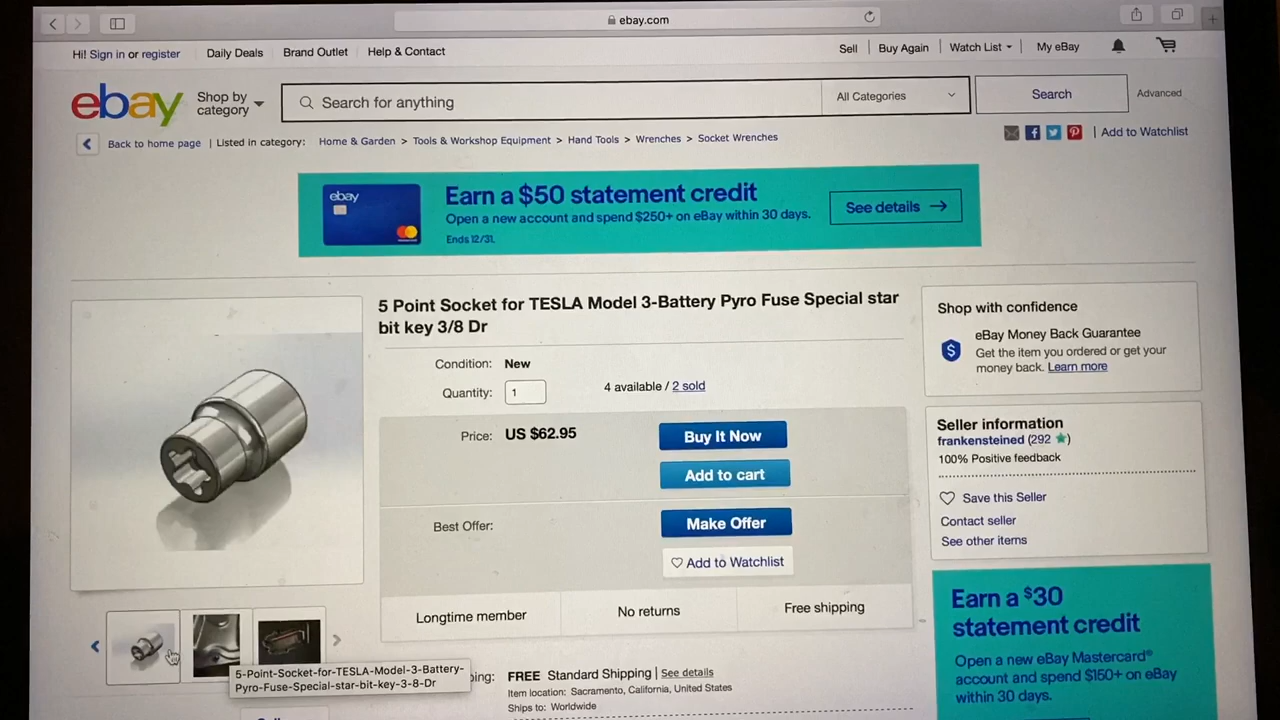 ebay.com
Hi! Sign in or register
Daily Deals
Brand Outlet
Help & Contact
Sell
Buy Again
Watch List
My eBay
ebay
Shop by category
Search for anything
All Categories
Search
Advanced
Back to home page | Listed in category: Home & Garden > Tools & Workshop Equipment > Hand Tools > Wrenches > Socket Wrenches
| Add to Watchlist
ebay
Earn a $50 statement credit
Open a new account and spend $250+ on eBay within 30 days.
Ends 12/31.
See details
5 Point Socket for TESLA Model 3-Battery Pyro Fuse Special star
bit key 3/8 Dr
Condition: New
Quantity: 1
4 available / 2 sold
Price: US $62.95
Buy It Now
Add to cart
Best Offer:
Make Offer
Add to Watchlist
Longtime member
No returns
Free shipping
5-Point-Socket-for-TESLA-Model-3-Battery-
Pyro-Fuse-Special-star-bit-key-3-8-Dr
FREE Standard Shipping | See details
Item location: Sacramento, California, United States
Ships to: Worldwide
Shop with confidence
eBay Money Back Guarantee
Get the item you ordered or get your
money back. Learn more
Seller information
frankensteined (292)
100% Positive feedback
Save this Seller
Contact seller
See other items
Earn a $30
statement credit
Open a new eBay Mastercard®
account and spend $150+ on eBay
within 30 days.